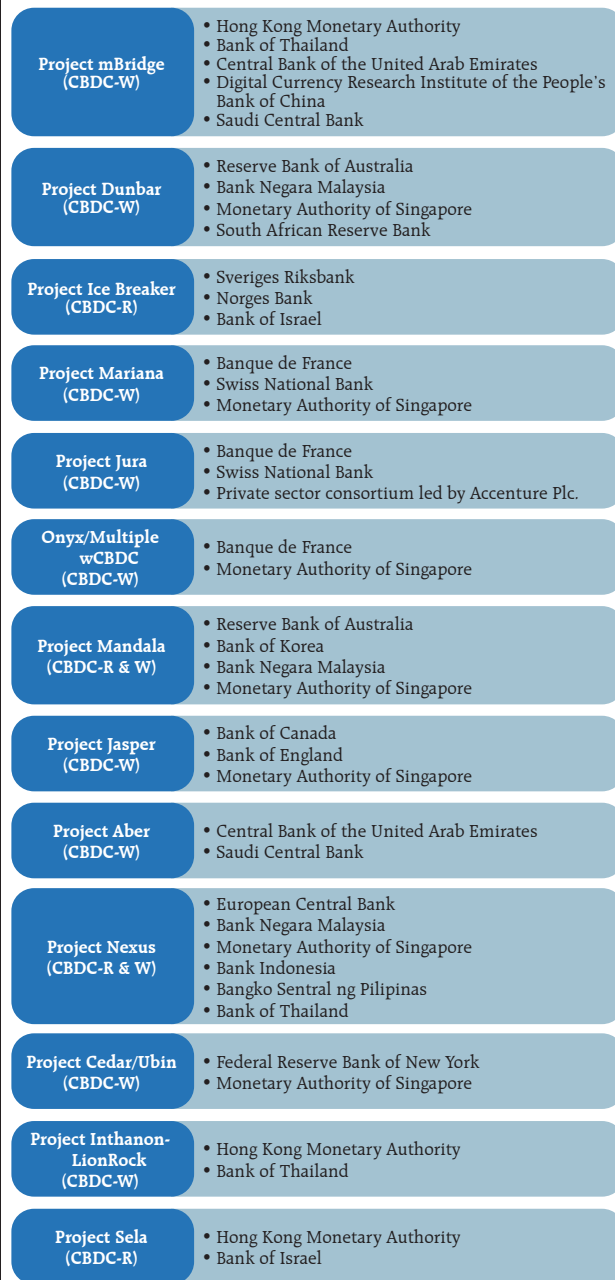 Project mBridge
(CBDC-W)
• Hong Kong Monetary Authority
• Bank of Thailand
• Central Bank of the United Arab Emirates
• Digital Currency Research Institute of the People's
Bank of China
• Saudi Central Bank
Project Dunbar
(CBDC-W)
• Reserve Bank of Australia
• Bank Negara Malaysia
• Monetary Authority of Singapore
• South African Reserve Bank
Project Ice Breaker
(CBDC-R)
• Sveriges Riksbank
• Norges Bank
• Bank of Israel
Project Mariana
(CBDC-W)
• Banque de France
• Swiss National Bank
• Monetary Authority of Singapore
Project Jura
(CBDC-W)
• Banque de France
• Swiss National Bank
• Private sector consortium led by Accenture Plc.
Onyx/Multiple
wCBDC
(CBDC-W)
• Banque de France
• Monetary Authority of Singapore
Project Mandala
(CBDC-R & W)
• Reserve Bank of Australia
• Bank of Korea
• Bank Negara Malaysia
• Monetary Authority of Singapore
Project Jasper
(CBDC-W)
• Bank of Canada
• Bank of England
• Monetary Authority of Singapore
Project Aber
(CBDC-W)
• Central Bank of the United Arab Emirates
• Saudi Central Bank
Project Nexus
(CBDC-R & W)
• European Central Bank
• Bank Negara Malaysia
• Monetary Authority of Singapore
• Bank Indonesia
• Bangko Sentral ng Pilipinas
• Bank of Thailand
Project Cedar/Ubin
(CBDC-W)
• Federal Reserve Bank of New York
• Monetary Authority of Singapore
Project Inthanon-
LionRock
(CBDC-W)
• Hong Kong Monetary Authority
• Bank of Thailand
Project Sela
(CBDC-R)
• Hong Kong Monetary Authority
• Bank of Israel